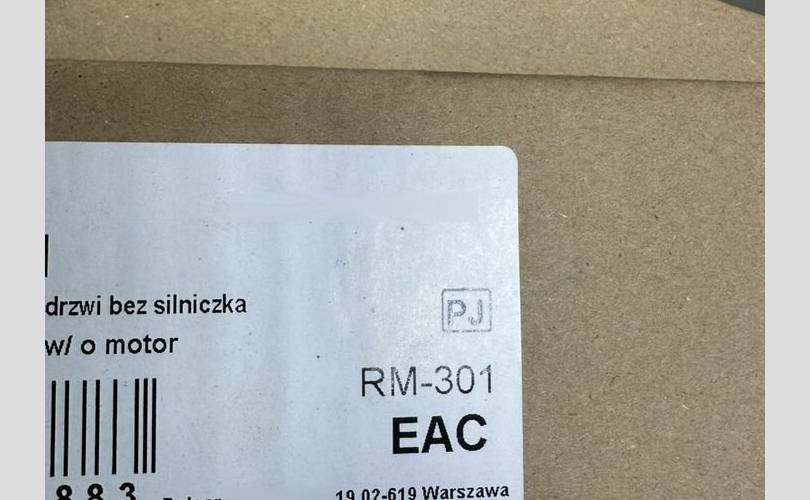 drzwi bez silniczka
w/ o motor
PJ
RM-301
EAC
883
19 02-619 Warszawa